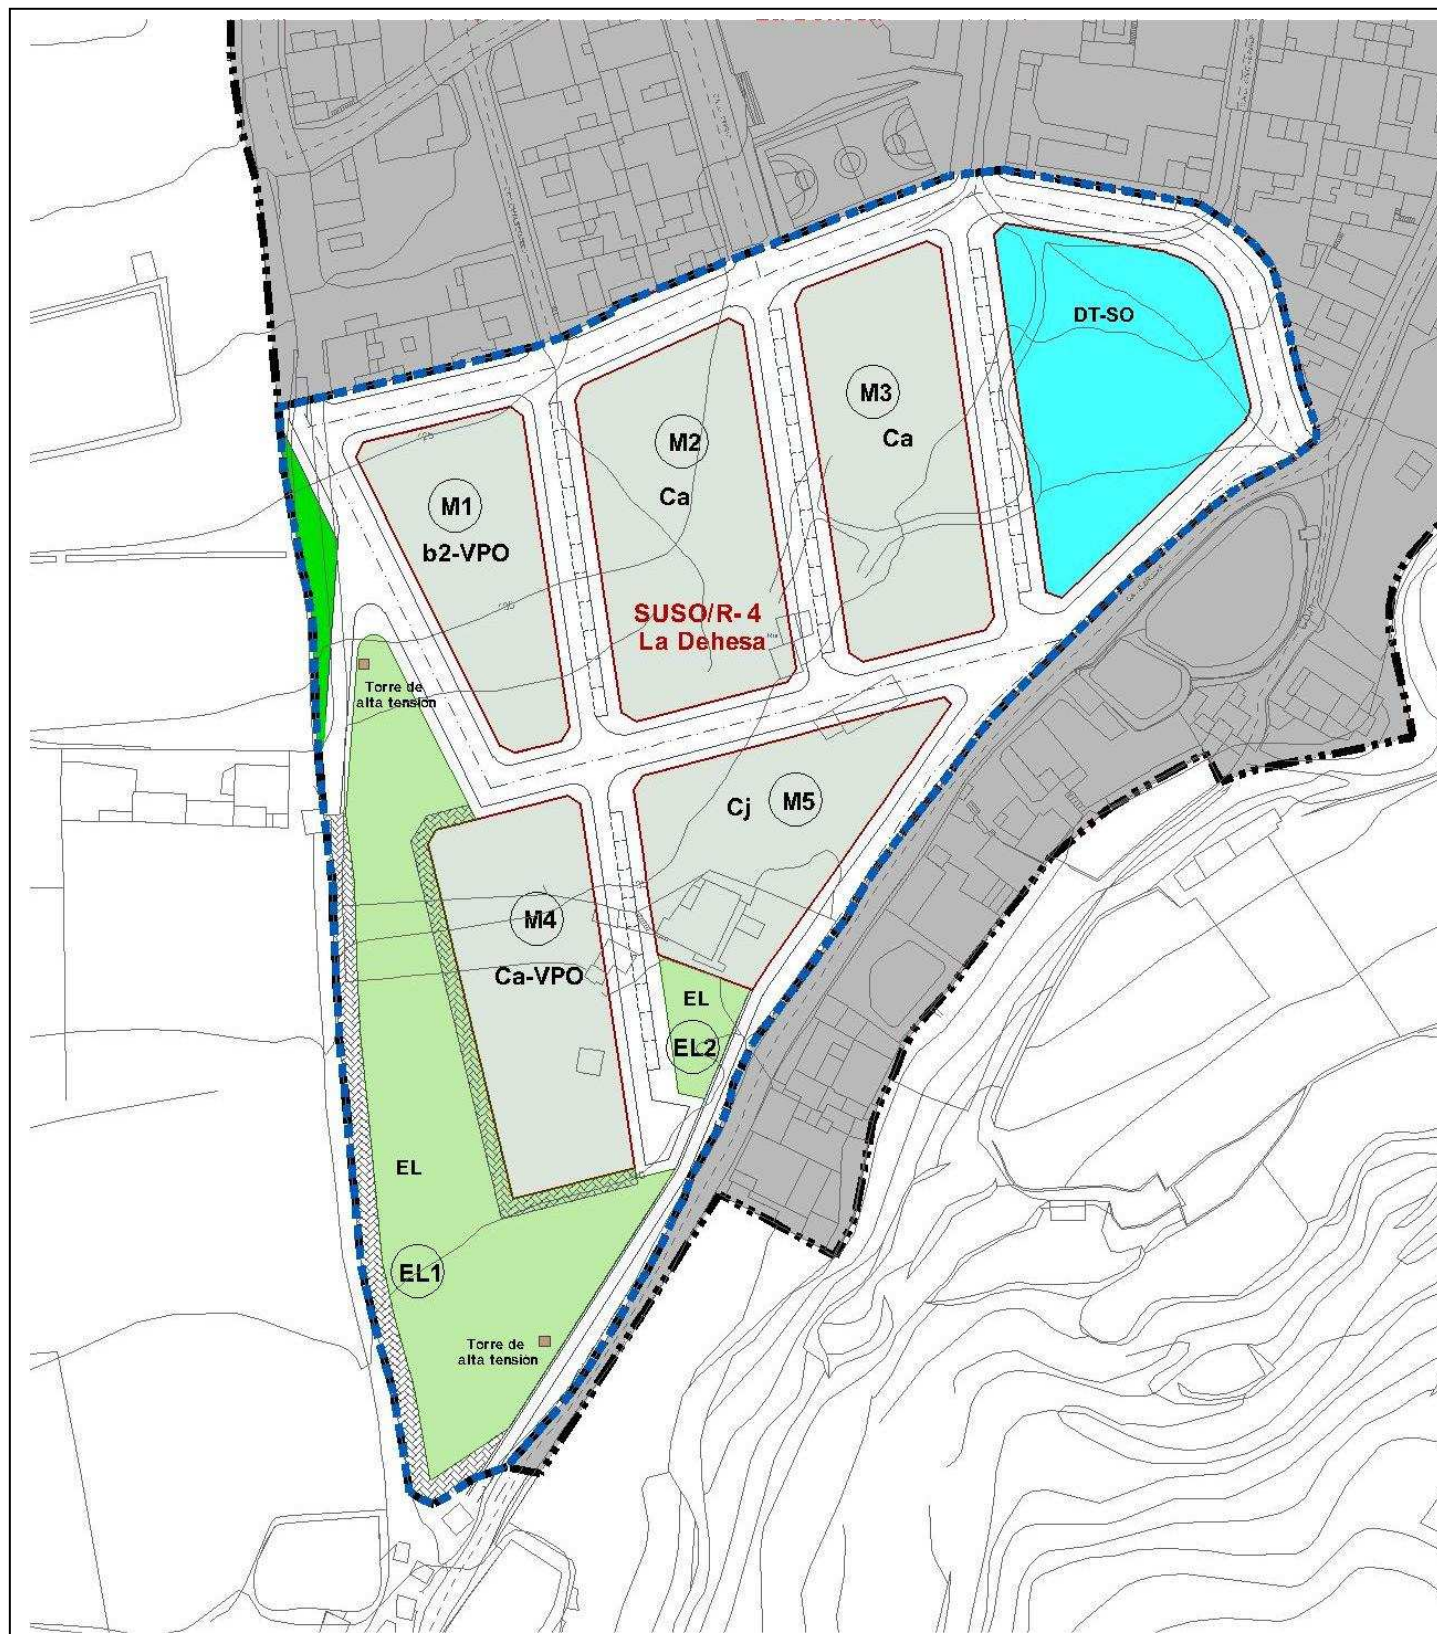 DT-SO
M3
Ca
M2
Ca
M1
b2-VPO
SUSO/R- 4
La Dehesa
Torre de
alta tension
Cj
M5
M4
Ca-VPO
EL
EL2
EL
EL1
Torre de
alta tension